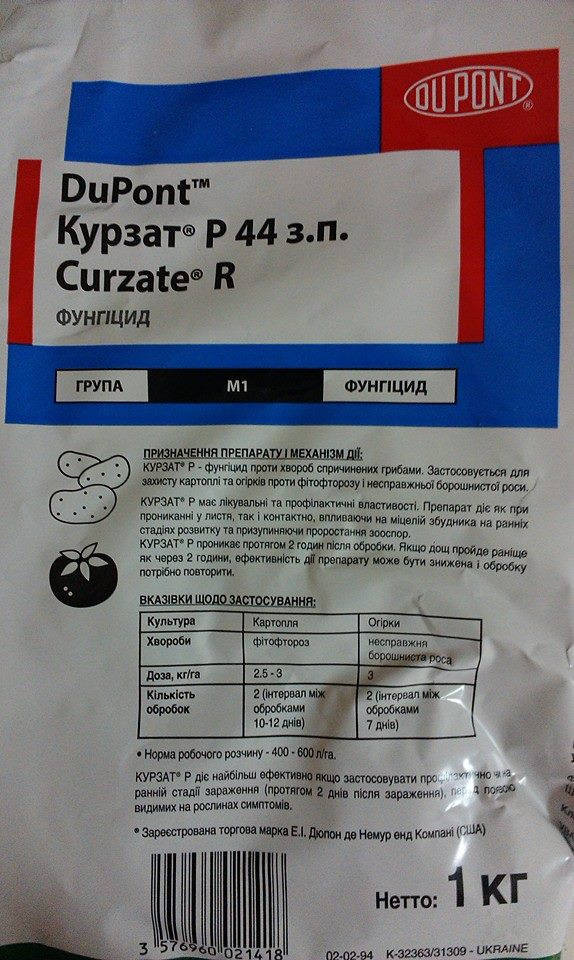 DU PONT®
DuPont™
Курзат® Р 44 з.п.
Curzate® R
ФУНГІЦИД
ГРУПА М1 ФУНГІЦИД
ПРИЗНАЧЕННЯ ПРЕПАРАТУ І МЕХАНІЗМ ДІЇ:
КУРЗАТ® Р - фунгіцид проти хвороб спричинених грибами. Застосовується для
захисту картоплі та огірків проти фітофторозу і несправжньої борошнистої роси.
КУРЗАТ® Р має лікувальні та профілактичні властивості. Препарат діє як при
прониканні у листя, так і контактно, впливаючи на міцелій збудника на ранніх
стадіях розвитку та призупиняючи проростання зооспор.
КУРЗАТ® Р проникає протягом 2 годин після обробки. Якщо дощ пройде раніще
як через 2 години, ефективність дії препарату може бути знижена і обробку
потрібно повторити.
ВКАЗІВКИ ЩОДО ЗАСТОСУВАННЯ:
Культура Картопля Огірки
Хвороби фітофтороз несправжня
борошниста роса
Доза, кг/га 2.5 - 3 3
Кількість 2 (інтервал між 2 (інтервал між
обробок обробками обробками
10-12 днів) 7 днів)
• Норма робочого розчину - 400 - 600 л/га.
КУРЗАТ® Р діє найбільш ефективно якщо застосовувати профілактично чи на
ранній стадії зараження (протягом 2 днів після зараження), перед появою
видимих на рослинах симптомів.
® Зареєстрована торгова марка Е.І. Дюпон де Немур енд Компані (США)
Нетто: 1 кг
3 576960 021418
02-02-94 K-32363/31309 - UKRAINE